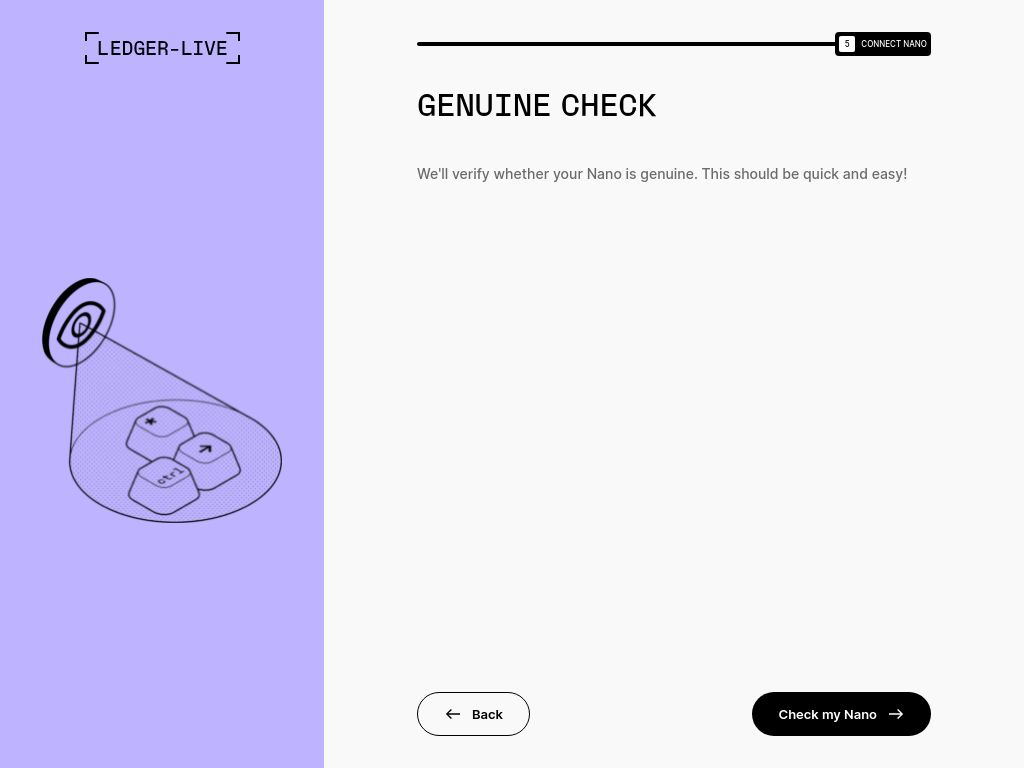 LEDGER-LIVE
5 CONNECT NANO
GENUINE CHECK
We'll verify whether your Nano is genuine. This should be quick and easy!
*
ctrl
Back
Check my Nano